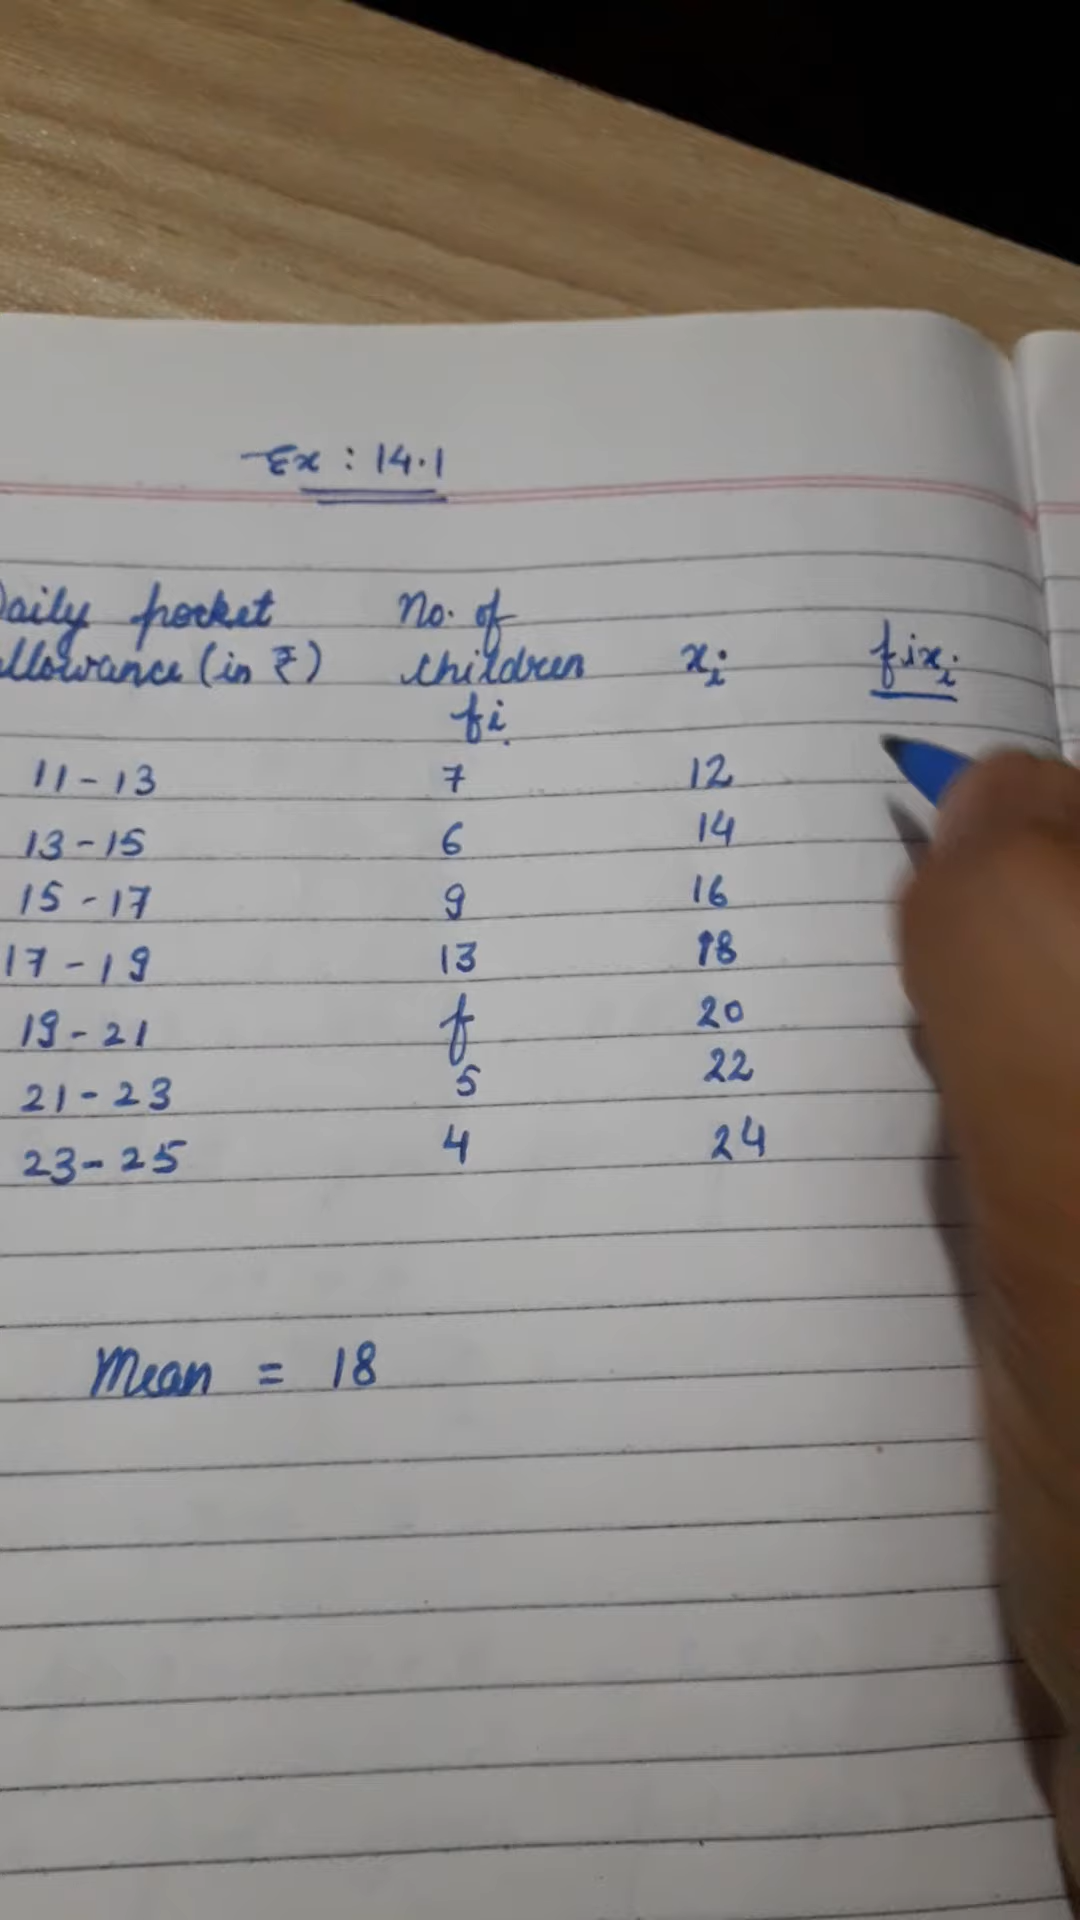 Ex : 14.1
Daily pocket No. of
allowance (in ₹) children xi fixi
fi
11-13 7 12
13-15 6 14
15-17 9 16
17-19 13 18
19-21 f 20
21-23 5 22
23-25 4 24
Mean = 18